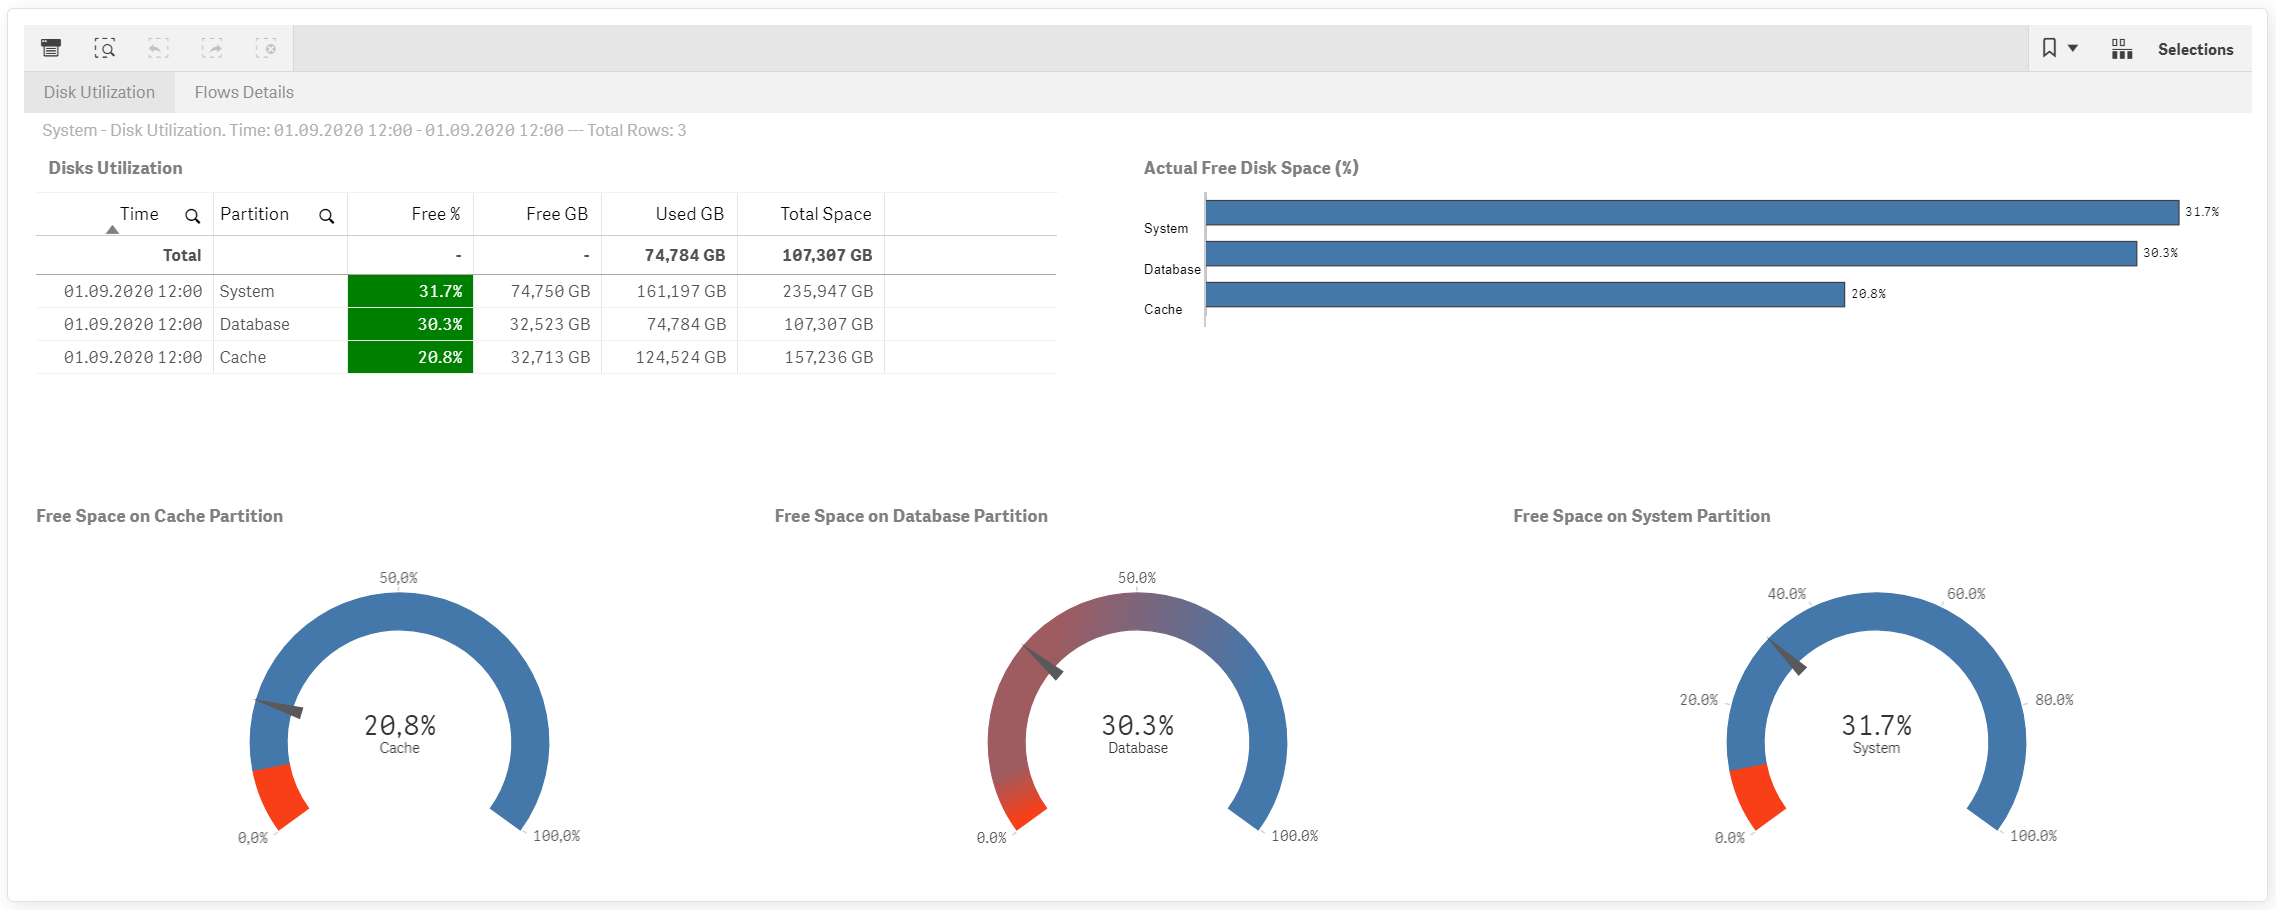 Selections
Disk Utilization Flows Details
System - Disk Utilization. Time: 01.09.2020 12:00 - 01.09.2020 12:00 --- Total Rows: 3
Disks Utilization
Time Partition Free % Free GB Used GB Total Space
Total - - 74,784 GB 107,307 GB
01.09.2020 12:00 System 31.7% 74,750 GB 161,197 GB 235,947 GB
01.09.2020 12:00 Database 30.3% 32,523 GB 74,784 GB 107,307 GB
01.09.2020 12:00 Cache 20.8% 32,713 GB 124,524 GB 157,236 GB
Actual Free Disk Space (%)
System 31.7%
Database 30.3%
Cache 20.8%
Free Space on Cache Partition
50,0%
20,8%
Cache
0,0% 100,0%
Free Space on Database Partition
50.0%
30.3%
Database
0.0% 100.0%
Free Space on System Partition
40.0% 60.0%
20.0% 80.0%
31.7%
System
0.0% 100.0%